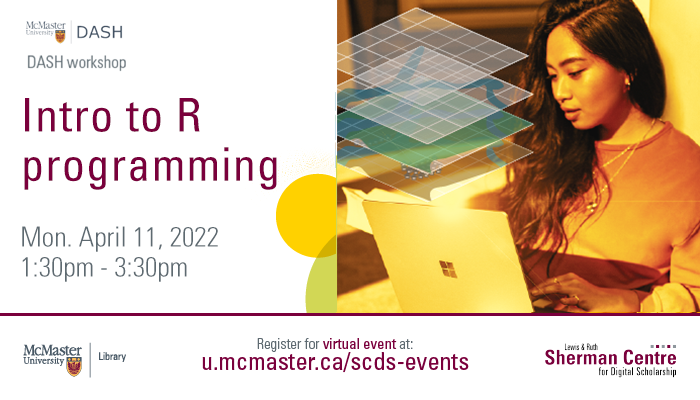 McMaster
University
DASH
DASH workshop
Intro to R
programming
Mon. April 11, 2022
1:30pm - 3:30pm
McMaster
University
Library
Register for virtual event at:
u.mcmaster.ca/scds-events
Lewis & Ruth
Sherman Centre
for Digital Scholarship